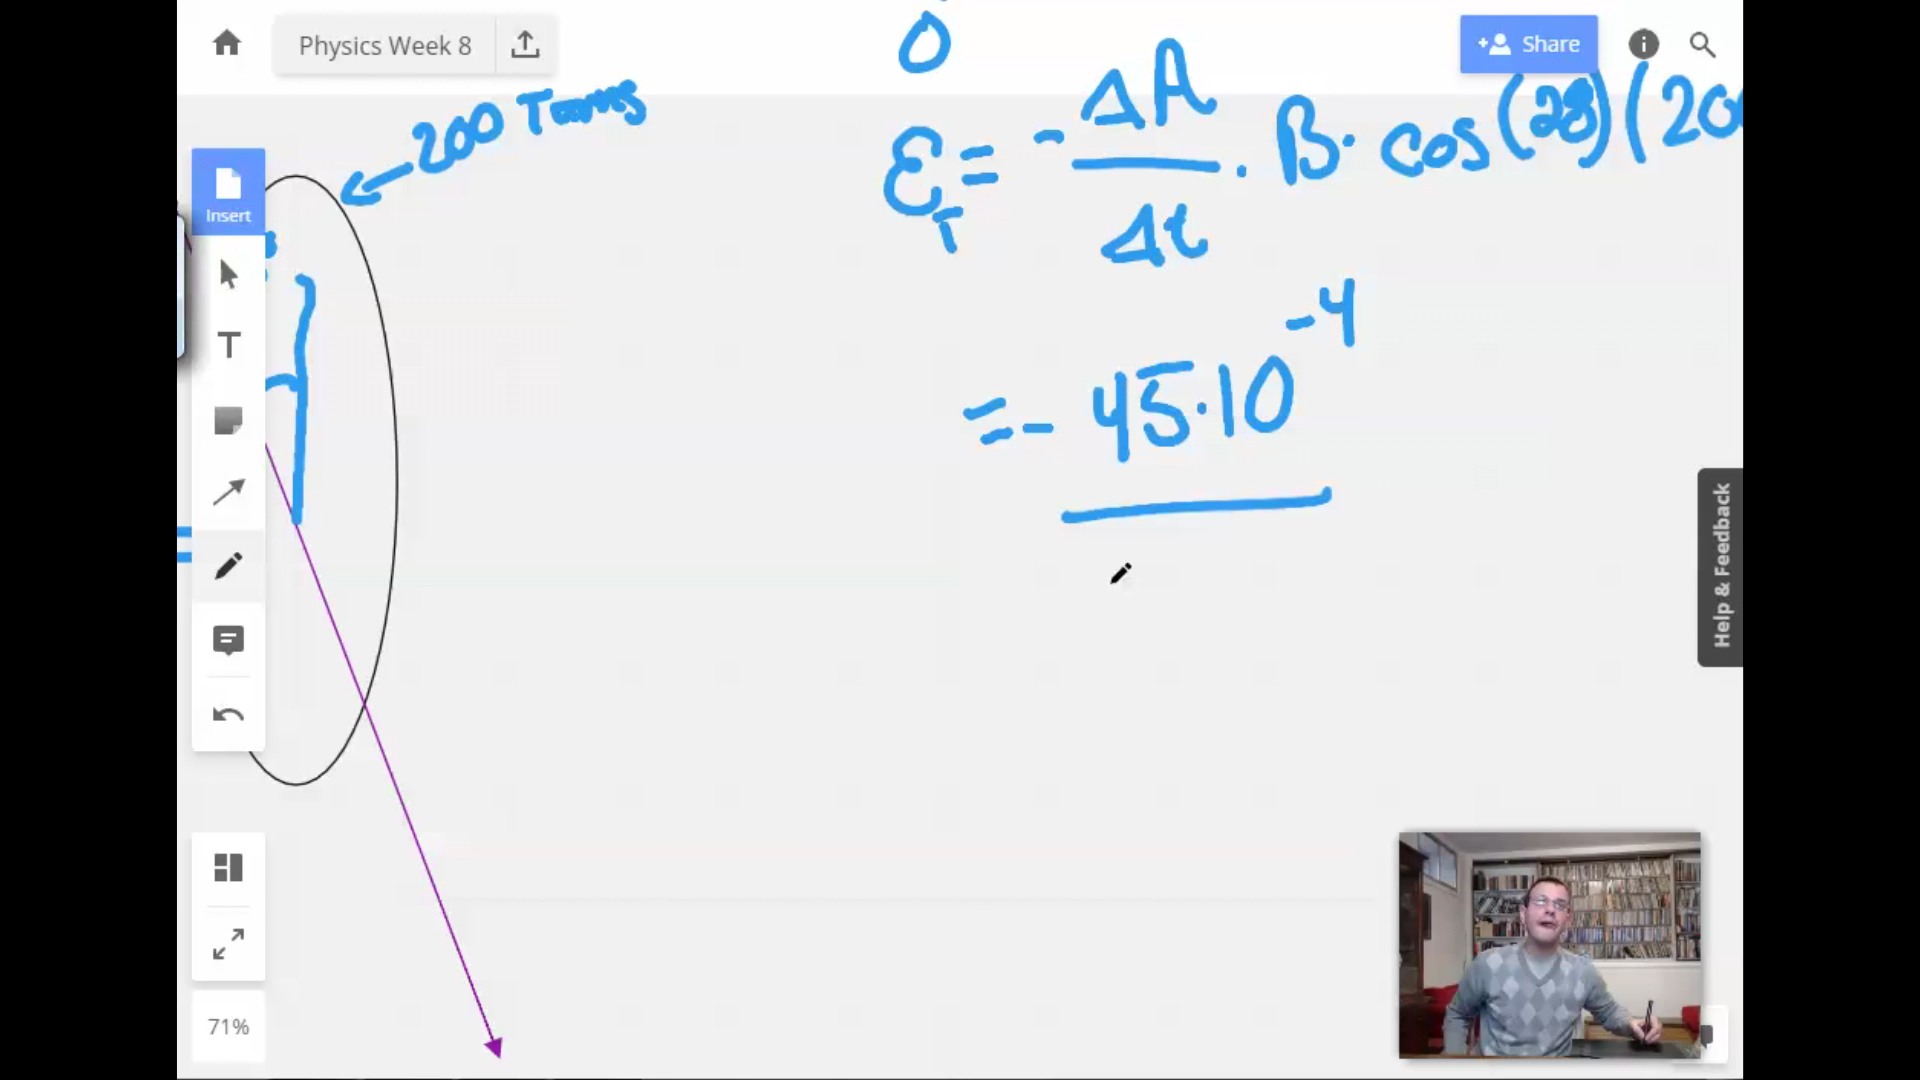 Physics Week 8
Share
0
200 Turns
Insert
ε_T = - ΔA/Δt · B · cos(28)(20
= - 45·10^-4
Help & Feedback
71%